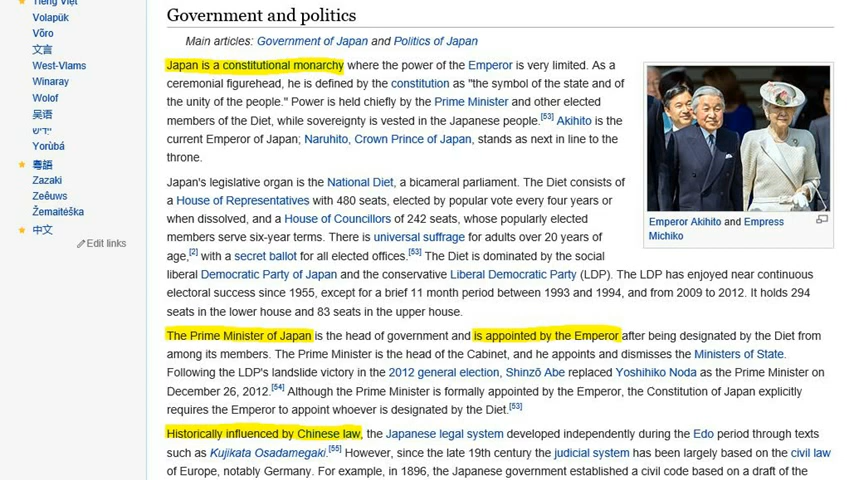 Tiếng Việt
Volapük
Võro
文言
West-Vlams
Winaray
Wolof
吴语
ייִדיש
Yorùbá
粵語
Zazaki
Zeêuws
Žemaitėška
中文
Edit links
Government and politics
Main articles: Government of Japan and Politics of Japan
Japan is a constitutional monarchy where the power of the Emperor is very limited. As a
ceremonial figurehead, he is defined by the constitution as "the symbol of the state and of
the unity of the people." Power is held chiefly by the Prime Minister and other elected
members of the Diet, while sovereignty is vested in the Japanese people.[53] Akihito is the
current Emperor of Japan; Naruhito, Crown Prince of Japan, stands as next in line to the
throne.
Emperor Akihito and Empress
Michiko
Japan's legislative organ is the National Diet, a bicameral parliament. The Diet consists of
a House of Representatives with 480 seats, elected by popular vote every four years or
when dissolved, and a House of Councillors of 242 seats, whose popularly elected
members serve six-year terms. There is universal suffrage for adults over 20 years of
age,[2] with a secret ballot for all elected offices.[53] The Diet is dominated by the social
liberal Democratic Party of Japan and the conservative Liberal Democratic Party (LDP). The LDP has enjoyed near continuous
electoral success since 1955, except for a brief 11 month period between 1993 and 1994, and from 2009 to 2012. It holds 294
seats in the lower house and 83 seats in the upper house.
The Prime Minister of Japan is the head of government and is appointed by the Emperor after being designated by the Diet from
among its members. The Prime Minister is the head of the Cabinet, and he appoints and dismisses the Ministers of State.
Following the LDP's landslide victory in the 2012 general election, Shinzō Abe replaced Yoshihiko Noda as the Prime Minister on
December 26, 2012.[54] Although the Prime Minister is formally appointed by the Emperor, the Constitution of Japan explicitly
requires the Emperor to appoint whoever is designated by the Diet.[53]
Historically influenced by Chinese law, the Japanese legal system developed independently during the Edo period through texts
such as Kujikata Osadamegaki.[55] However, since the late 19th century the judicial system has been largely based on the civil law
of Europe, notably Germany. For example, in 1896, the Japanese government established a civil code based on a draft of the